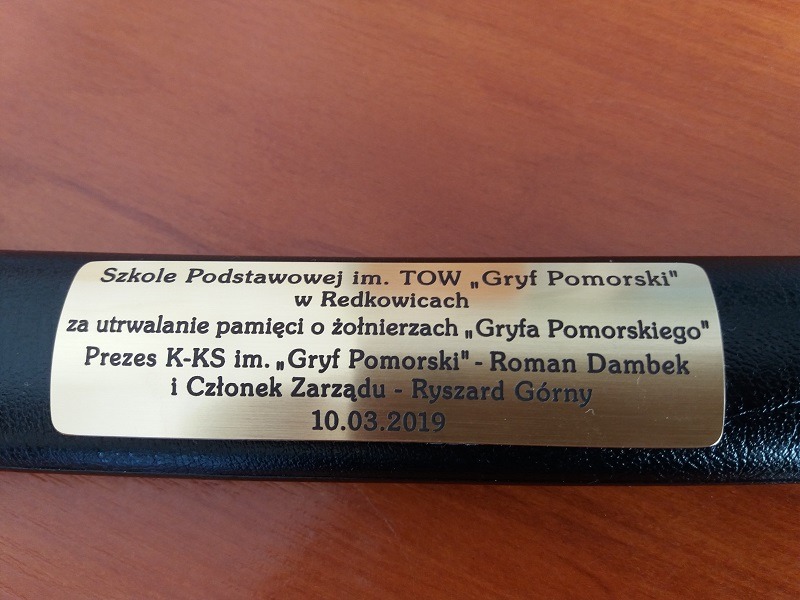 Szkole Podstawowej im. TOW „Gryf Pomorski"
w Redkowicach
za utrwalanie pamięci o żołnierzach „Gryfa Pomorskiego"
Prezes K-KS im. „Gryf Pomorski" - Roman Dambek
i Członek Zarządu - Ryszard Górny
10.03.2019